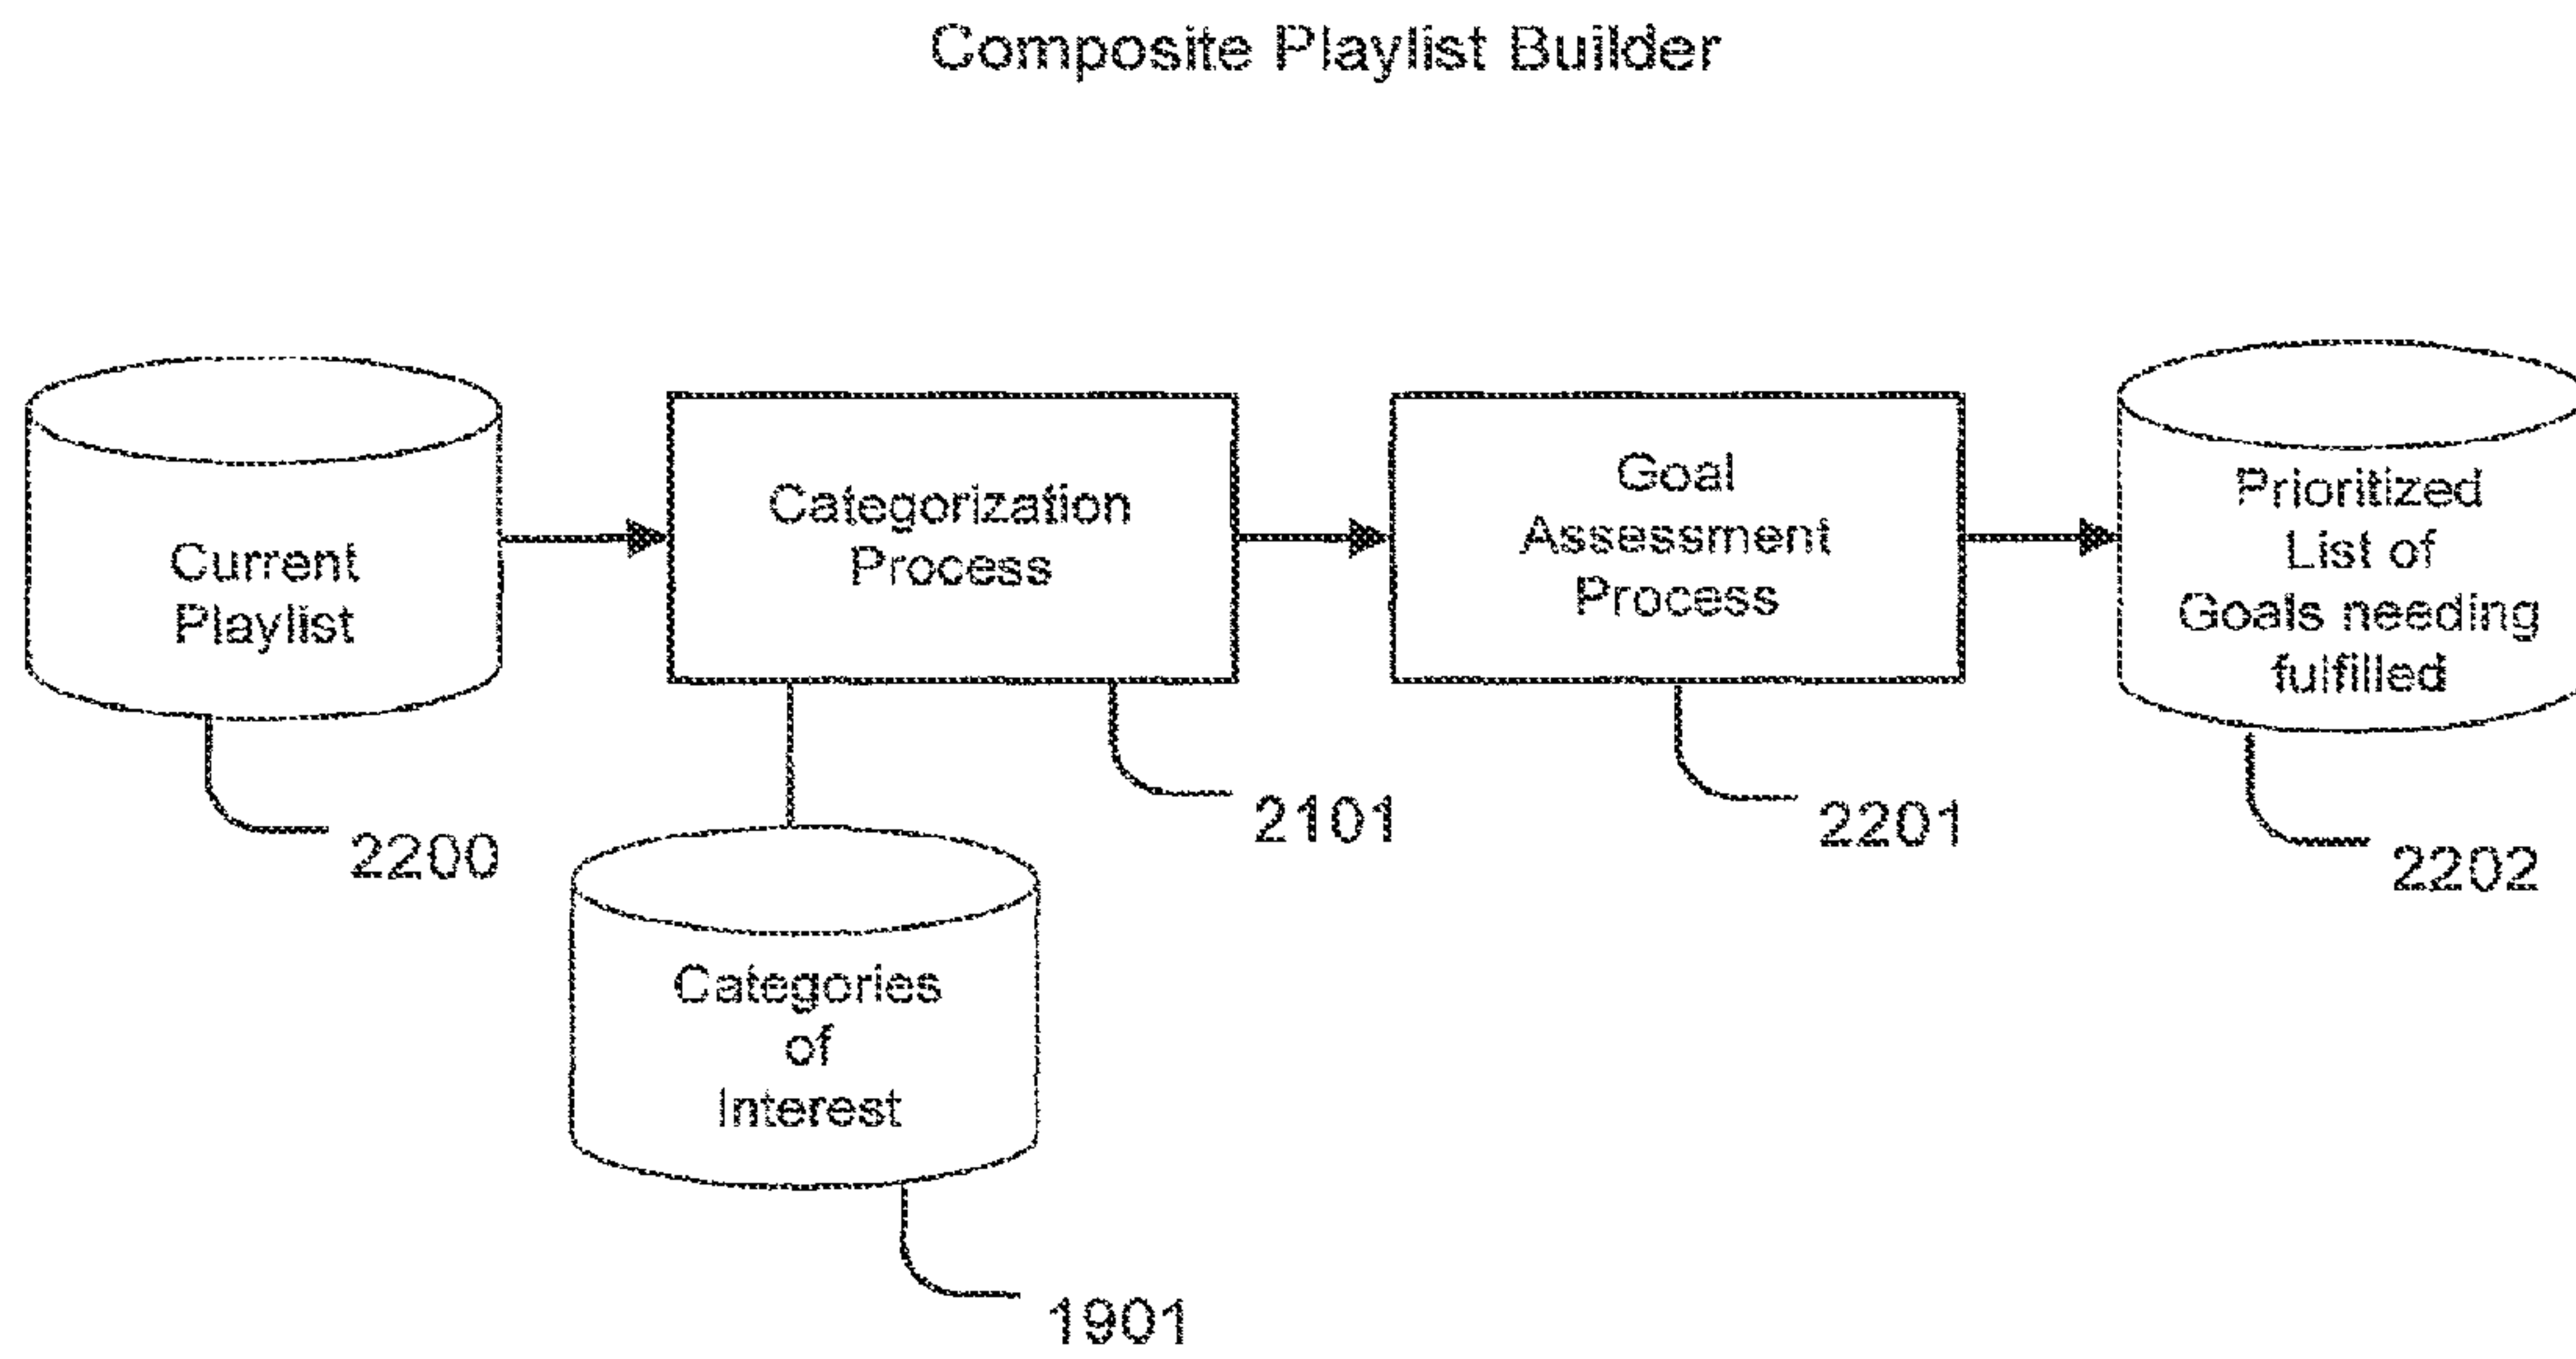 Composite Playlist Builder
Current
Playlist
2200
Categorization
Process
2101
Categories
of
Interest
1901
Goal
Assessment
Process
2201
Prioritized
List of
Goals needing
fulfilled
2202